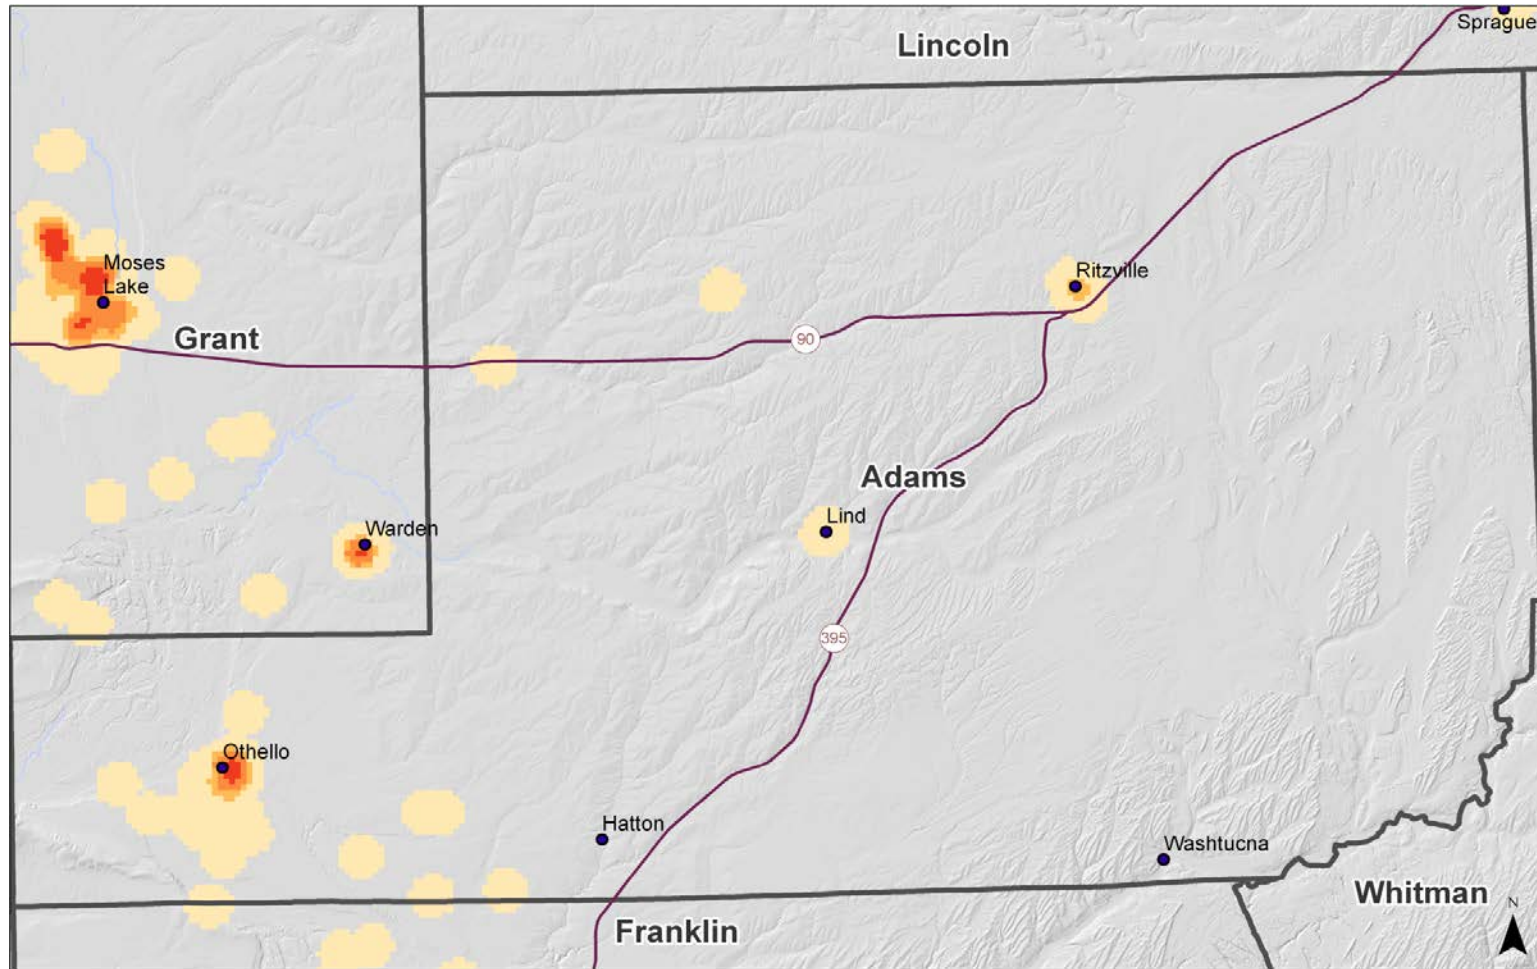 Lincoln
Sprague
Moses
Lake
Ritzville
Grant
90
Adams
Lind
Warden
395
Othello
Hatton
Washtucna
Whitman
N
Franklin